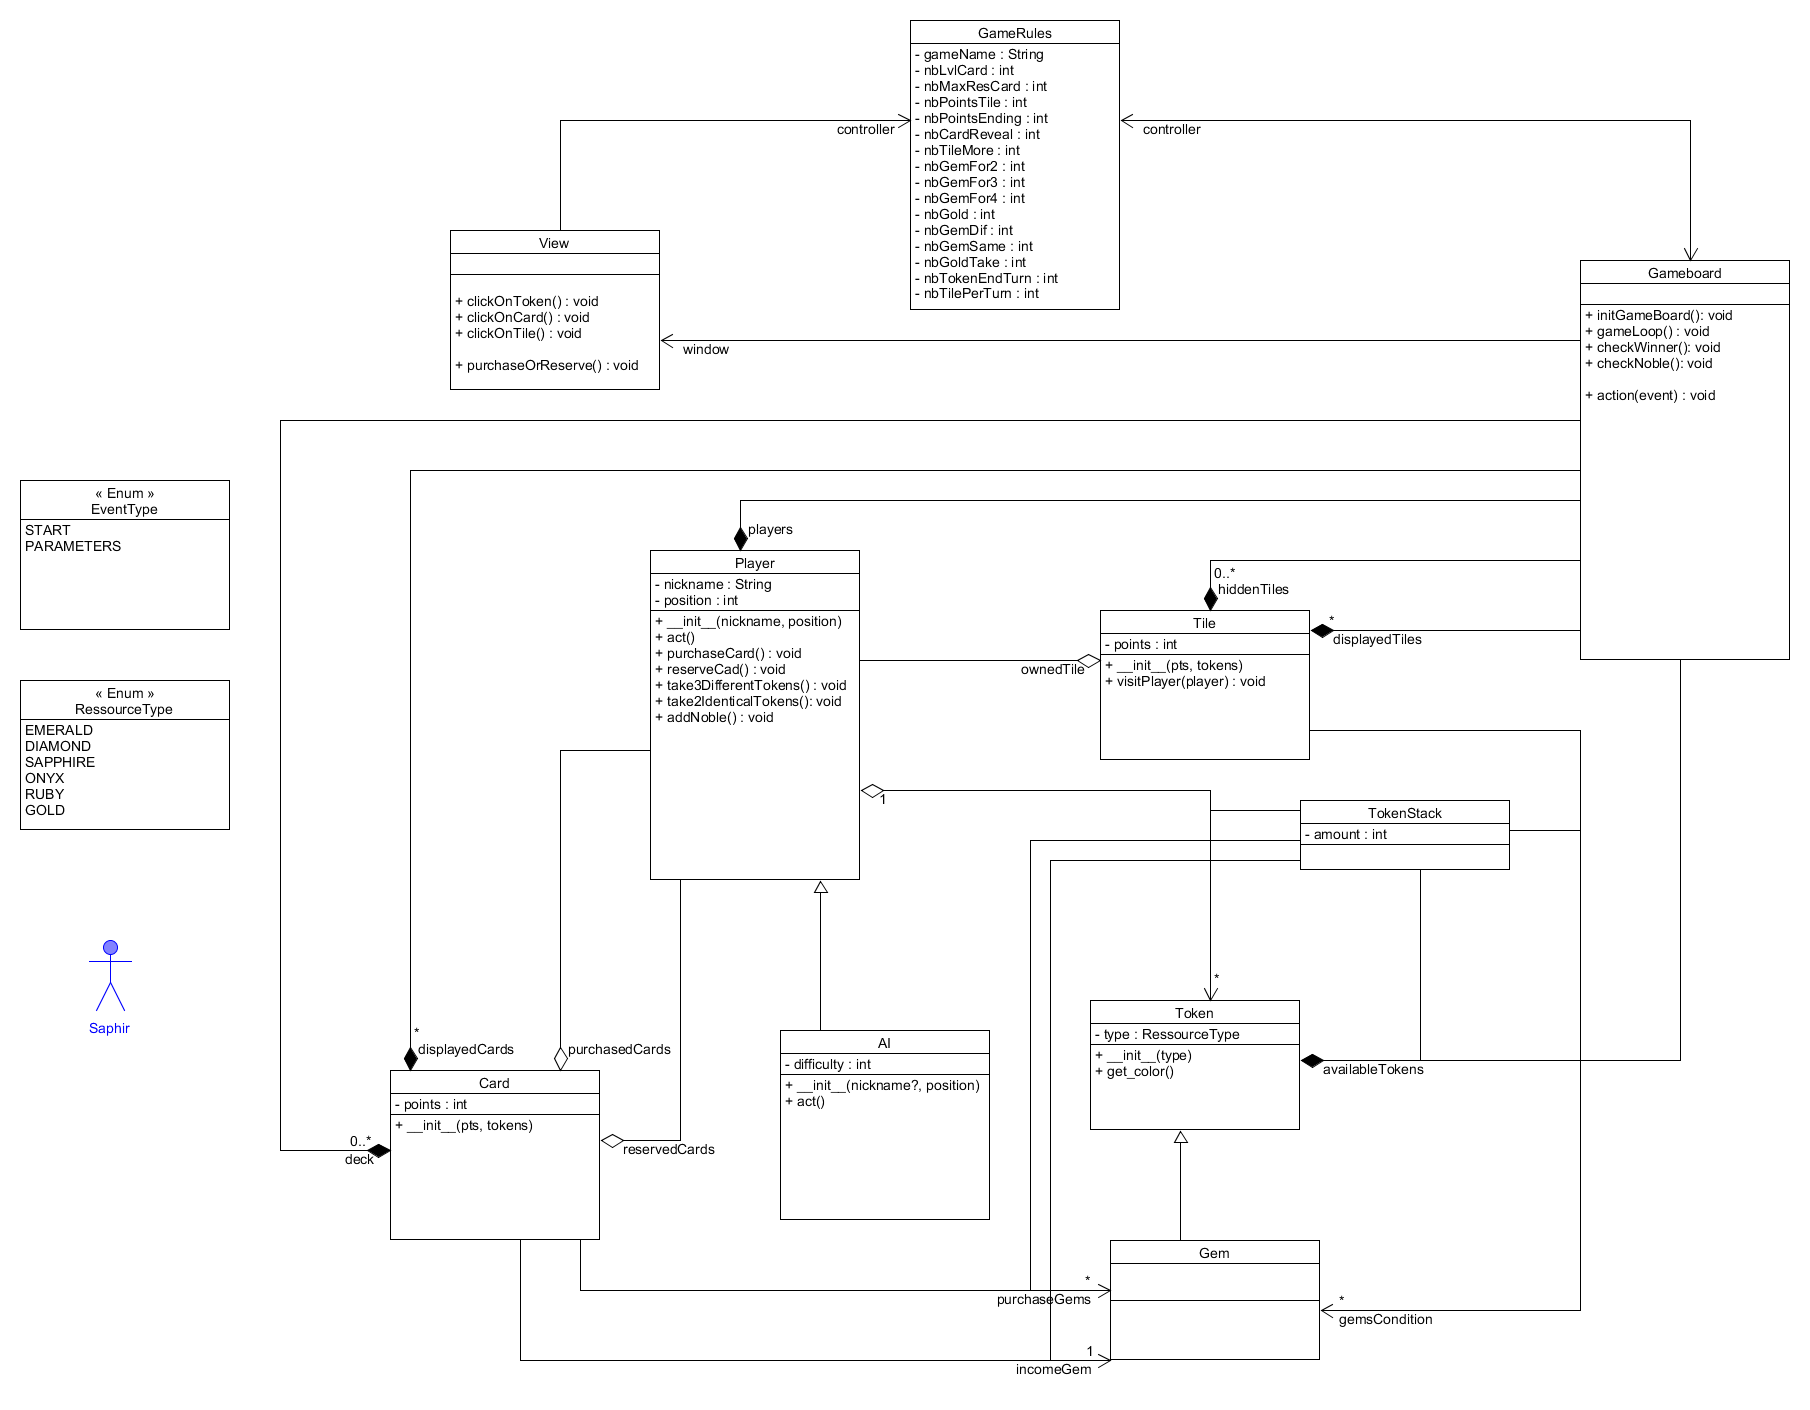 GameRules
- gameName : String
- nbLvlCard : int
- nbMaxResCard : int
- nbPointsTile : int
- nbPointsEnding : int
- nbCardReveal : int
- nbTileMore : int
- nbGemFor2 : int
- nbGemFor3 : int
- nbGemFor4 : int
- nbGold : int
- nbGemDif : int
- nbGemSame : int
- nbGoldTake : int
- nbTokenEndTurn : int
- nbTilePerTurn : int
controller
controller
View
+ clickOnToken() : void
+ clickOnCard() : void
+ clickOnTile() : void
+ purchaseOrReserve() : void
window
Gameboard
+ initGameBoard(): void
+ gameLoop() : void
+ checkWinner(): void
+ checkNoble(): void
+ action(event) : void
« Enum »
EventType
START
PARAMETERS
« Enum »
RessourceType
EMERALD
DIAMOND
SAPPHIRE
ONYX
RUBY
GOLD
Saphir
players
Player
- nickname : String
- position : int
+ __init__(nickname, position)
+ act()
+ purchaseCard() : void
+ reserveCad() : void
+ take3DifferentTokens() : void
+ take2IdenticalTokens(): void
+ addNoble() : void
0..*
hiddenTiles
*
displayedTiles
ownedTile
Tile
- points : int
+ __init__(pts, tokens)
+ visitPlayer(player) : void
1
TokenStack
- amount : int
*
Token
- type : RessourceType
+ __init__(type)
+ get_color()
availableTokens
*
displayedCards
purchasedCards
Card
- points : int
+ __init__(pts, tokens)
0..*
deck
reservedCards
AI
- difficulty : int
+ __init__(nickname?, position)
+ act()
Gem
*
purchaseGems
*
gemsCondition
1
incomeGem